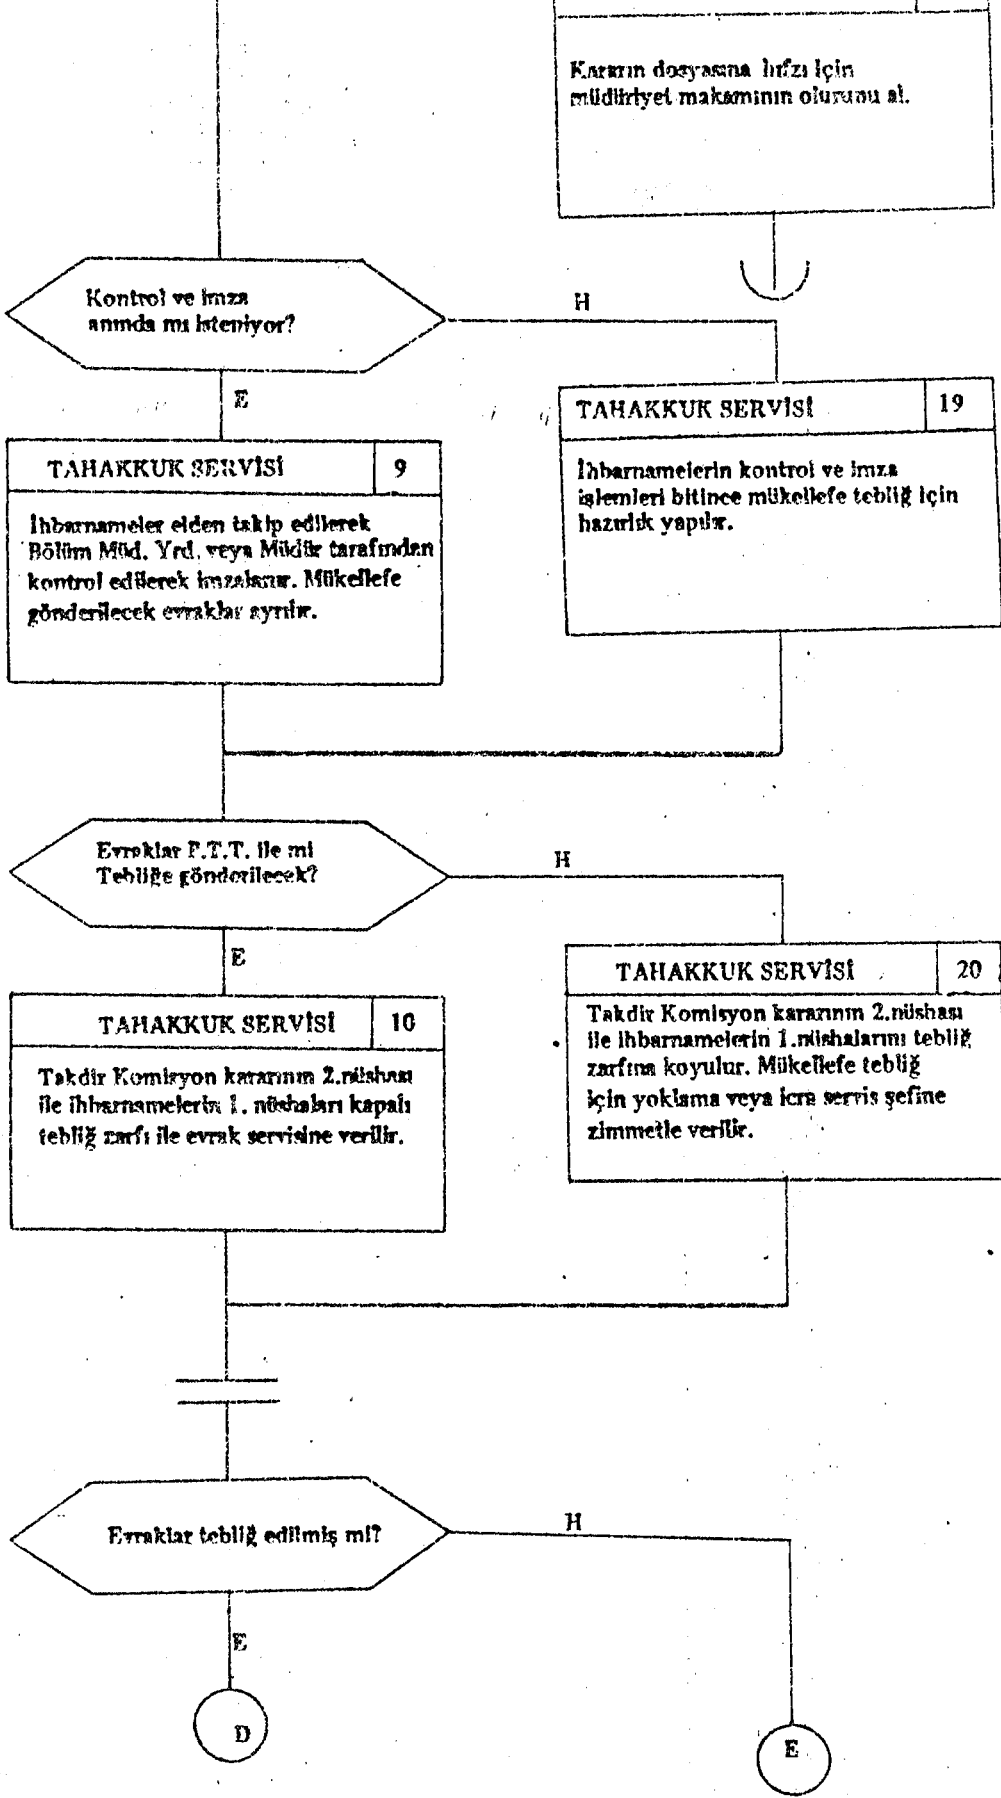 Kararın dosyasına hıfzı için
müdüriyet makamının olurunu al.
Kontrol ve imza
anında mı isteniyor?
H
E
TAHAKKUK SERVİSİ 19
İhbarnamelerin kontrol ve imza
işlemleri bitince mükellefe tebliğ için
hazırlık yapılır.
TAHAKKUK SERVİSİ 9
İhbarnameler elden takip edilerek
Bölüm Müd. Yrd. veya Müdür tarafından
kontrol edilerek imzalanır. Mükellefe
gönderilecek evraklar ayrılır.
Evraklar P.T.T. ile mi
Tebliğe gönderilecek?
H
E
TAHAKKUK SERVİSİ 20
Takdir Komisyon kararının 2.nüshası
ile ihbarnamelerin 1.nüshalarını tebliğ
zarfına koyulur. Mükellefe tebliğ
için yoklama veya icra servis şefine
zimmetle verilir.
TAHAKKUK SERVİSİ 10
Takdir Komisyon kararının 2.nüshası
ile ihbarnamelerin 1. nüshaları kapalı
tebliğ zarfı ile evrak servisine verilir.
Evraklar tebliğ edilmiş mi?
H
E
D
E